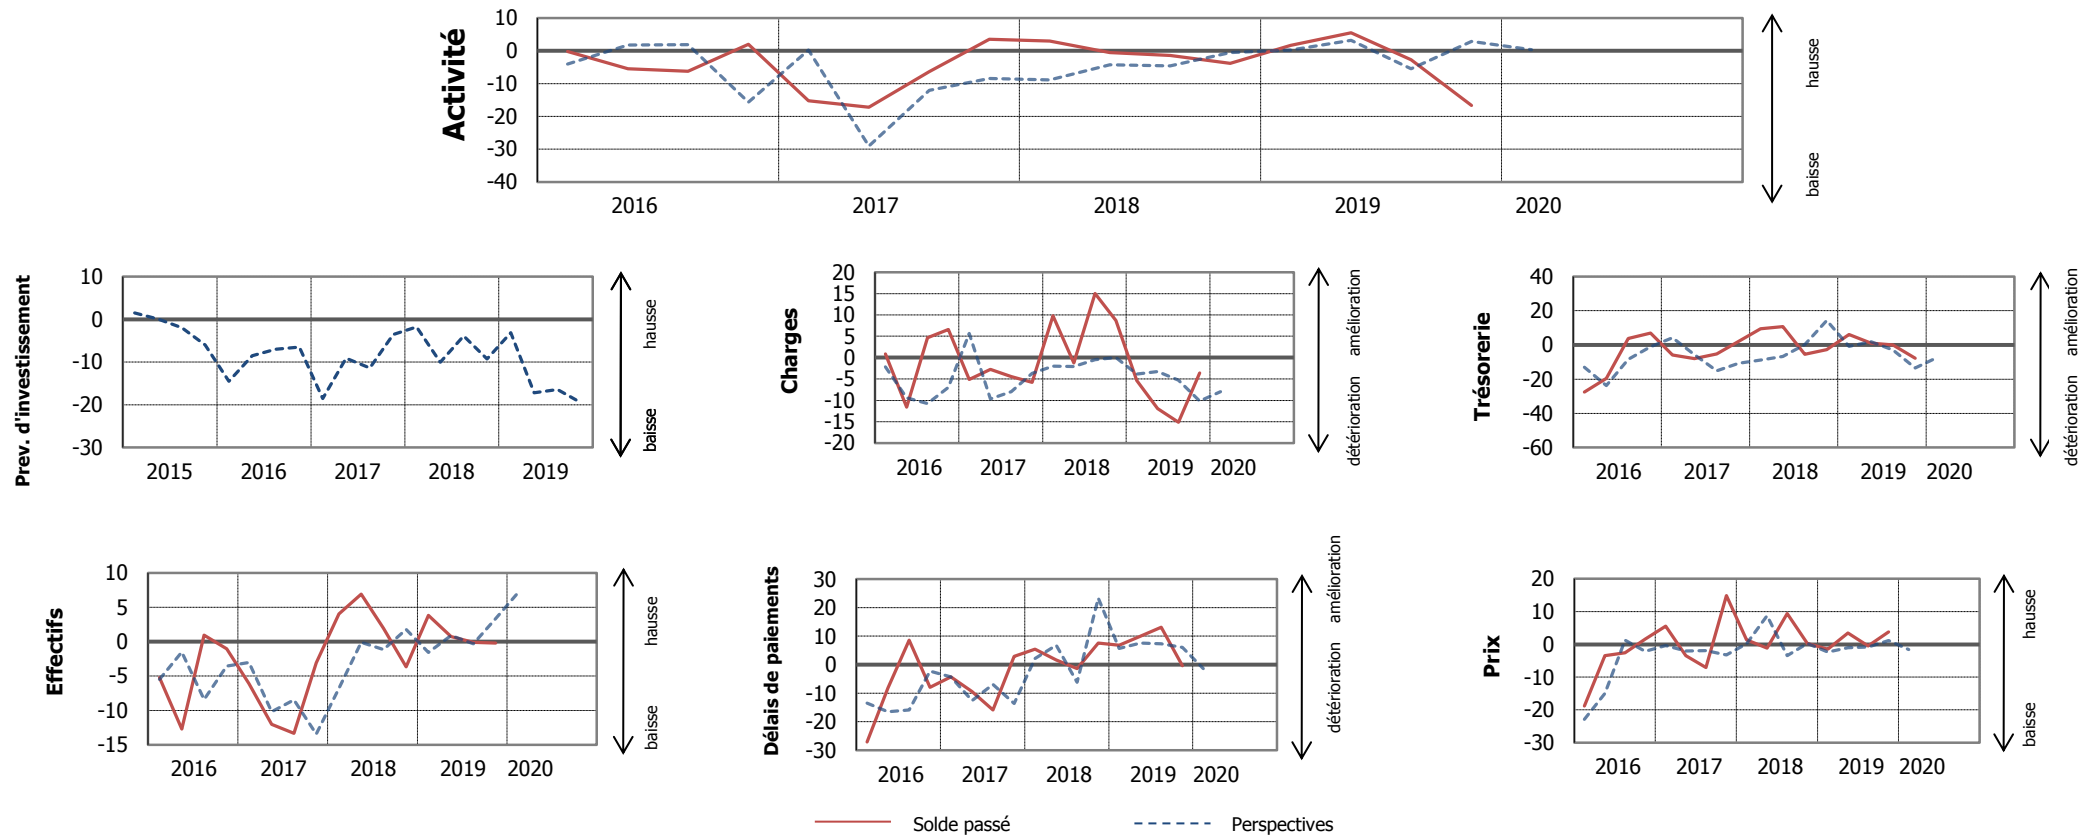 Activité
10
0
-10
-20
-30
-40
2016 2017 2018 2019 2020
hausse
baisse
Prev. d'investissement
10
0
-10
-20
-30
2015 2016 2017 2018 2019
hausse
baisse
Charges
20
15
10
5
0
-5
-10
-15
-20
2016 2017 2018 2019 2020
amélioration
détérioration
Trésorerie
40
20
0
-20
-40
-60
2016 2017 2018 2019 2020
amélioration
détérioration
Effectifs
10
5
0
-5
-10
-15
2016 2017 2018 2019 2020
hausse
baisse
Délais de paiements
30
20
10
0
-10
-20
-30
2016 2017 2018 2019 2020
amélioration
détérioration
Prix
20
10
0
-10
-20
-30
2016 2017 2018 2019 2020
hausse
baisse
Solde passé Perspectives